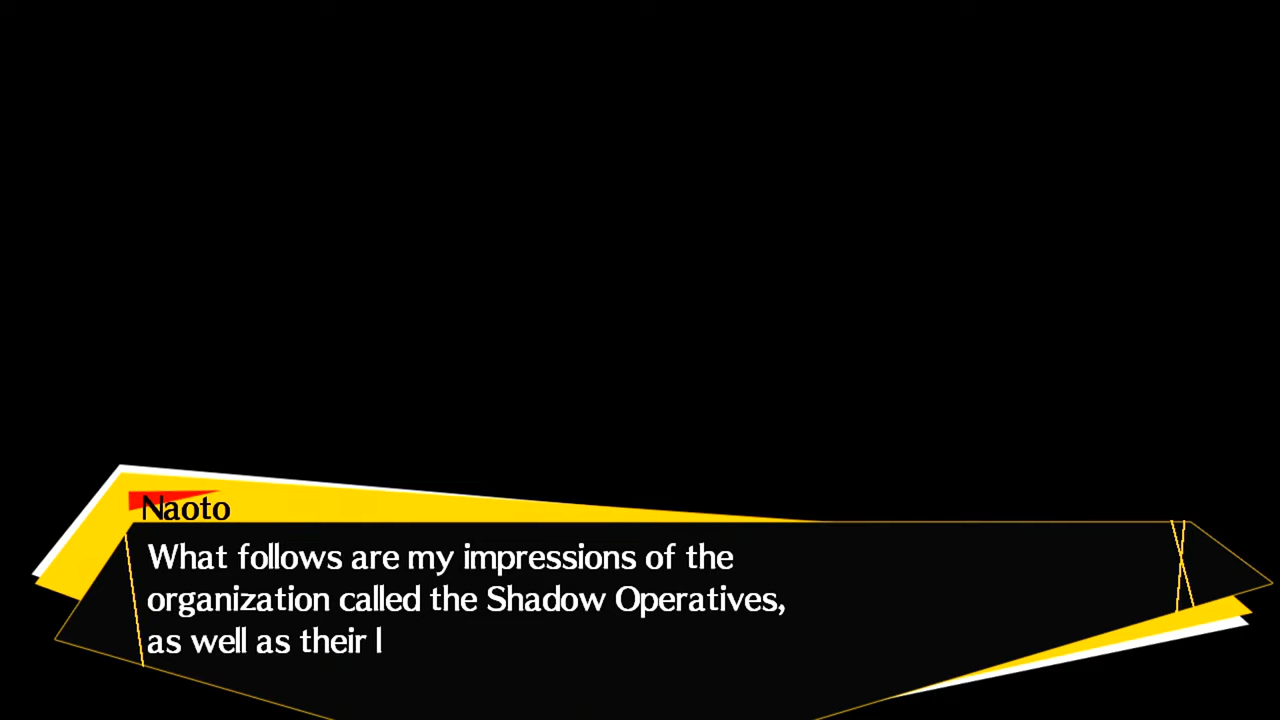 Naoto
What follows are my impressions of the
organization called the Shadow Operatives,
as well as their l